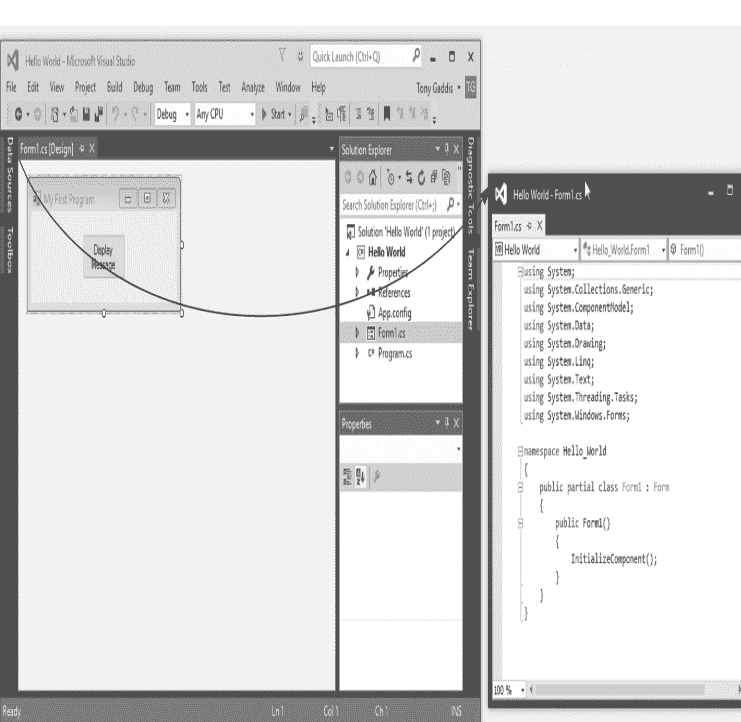 Hello World - Microsoft Visual Studio
Quick Launch (Ctrl+Q)
File Edit View Project Build Debug Team Tools Test Analyze Window Help
Tony Gaddis TG
Debug Any CPU Start
Data Sources
Toolbox
Form1.cs [Design]
My First Program
Display
Message
Solution Explorer
Search Solution Explorer (Ctrl+;)
Solution 'Hello World' (1 project)
Hello World
Properties
References
App.config
Form1.cs
C# Program.cs
Properties
Diagnostic Tools
Team Explorer
Ready Ln 1 Col 1 Ch 1 INS
Hello World - Form1.cs
Form1.cs
Hello World Hello_World.Form1 Form1()
using System;
using System.Collections.Generic;
using System.ComponentModel;
using System.Data;
using System.Drawing;
using System.Linq;
using System.Text;
using System.Threading.Tasks;
using System.Windows.Forms;
namespace Hello_World
{
public partial class Form1 : Form
{
public Form1()
{
InitializeComponent();
}
}
}
100 %